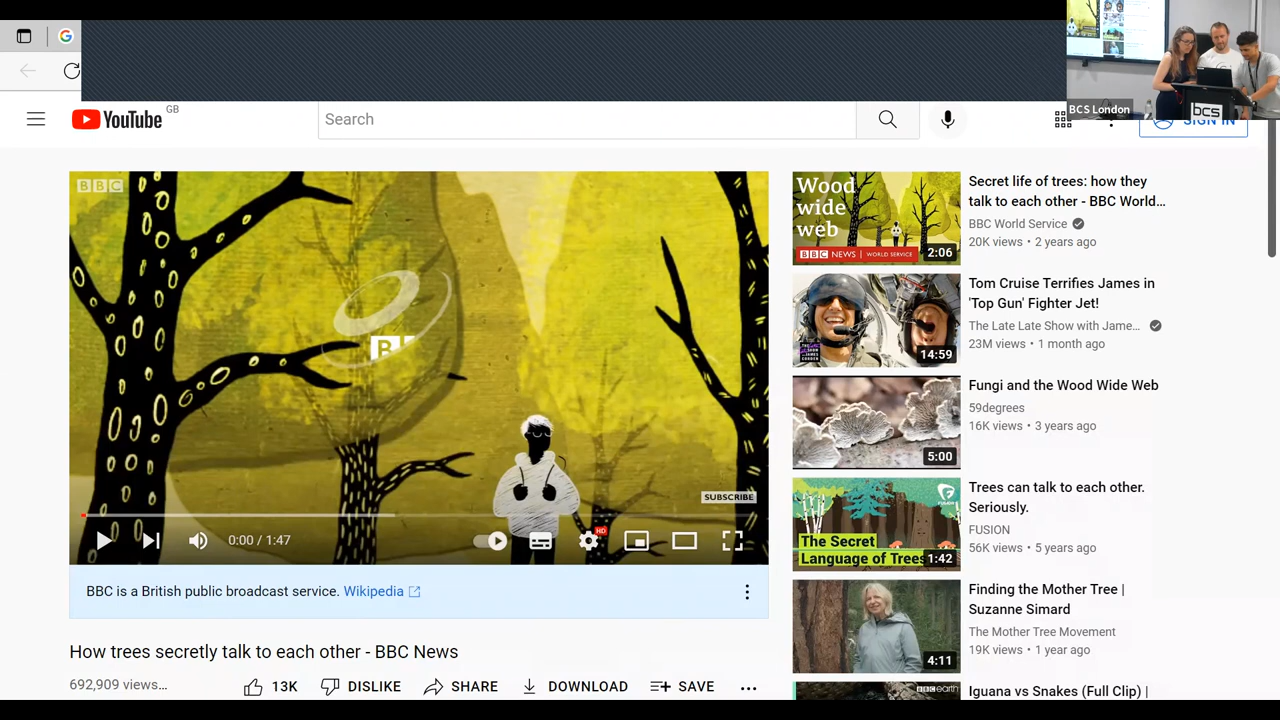 YouTube GB
Search
SIGN IN
BCS London
bcs
BBC
B
SUBSCRIBE
0:00 / 1:47
HD
BBC is a British public broadcast service. Wikipedia
How trees secretly talk to each other - BBC News
692,909 views...
13K
DISLIKE
SHARE
DOWNLOAD
SAVE
Wood
wide
web
BBC NEWS | WORLD SERVICE
2:06
Secret life of trees: how they
talk to each other - BBC World...
BBC World Service
20K views • 2 years ago
14:59
Tom Cruise Terrifies James in
'Top Gun' Fighter Jet!
The Late Late Show with Jame...
23M views • 1 month ago
5:00
Fungi and the Wood Wide Web
59degrees
16K views • 3 years ago
The Secret
Language of Trees
1:42
Trees can talk to each other.
Seriously.
FUSION
56K views • 5 years ago
4:11
Finding the Mother Tree |
Suzanne Simard
The Mother Tree Movement
19K views • 1 year ago
BBC earth
Iguana vs Snakes (Full Clip) |